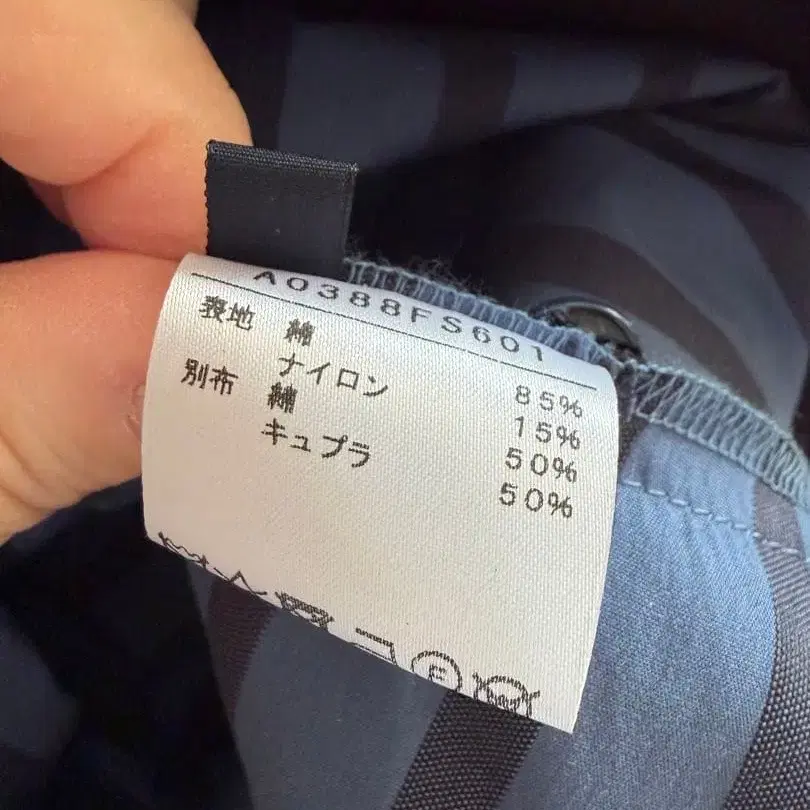 A0388FS601
表地 綿 85%
ナイロン 15%
別布 綿 50%
キュプラ 50%
F